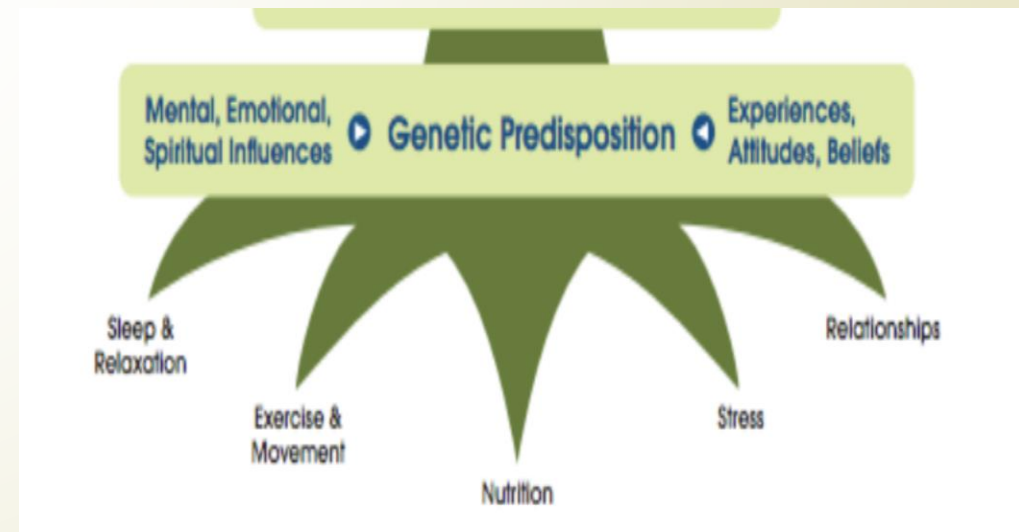 Mental, Emotional,
Spiritual Influences
Genetic Predisposition
Experiences,
Attitudes, Beliefs
Sleep &
Relaxation
Exercise &
Movement
Nutrition
Stress
Relationships